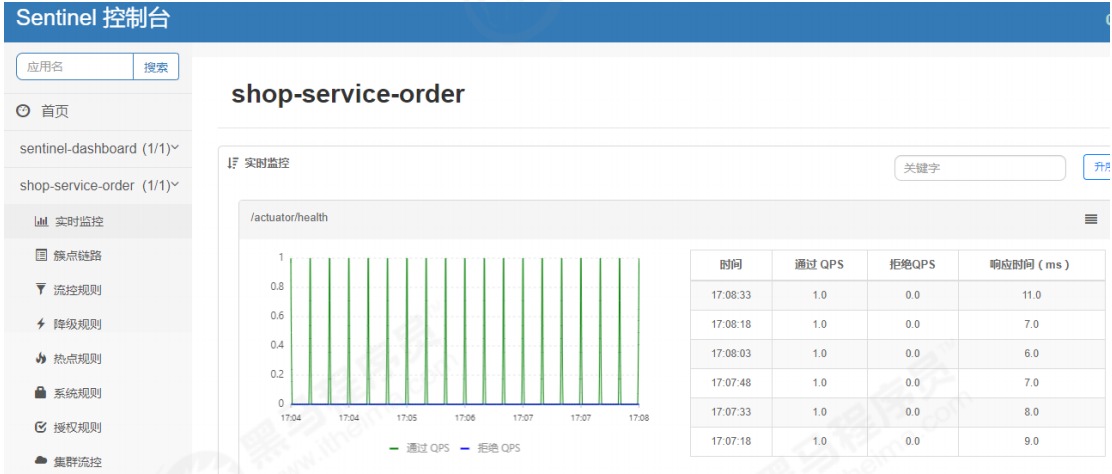 Sentinel 控制台
应用名 搜索
首页
sentinel-dashboard (1/1)
shop-service-order (1/1)
实时监控
簇点链路
流控规则
降级规则
热点规则
系统规则
授权规则
集群流控
shop-service-order
实时监控 关键字
/actuator/health
1
0.8
0.6
0.4
0.2
0
17:04 17:04 17:05 17:06 17:07 17:07 17:08
通过 QPS 拒绝 QPS
时间 通过 QPS 拒绝QPS 响应时间（ms）
17:08:33 1.0 0.0 11.0
17:08:18 1.0 0.0 7.0
17:08:03 1.0 0.0 6.0
17:07:48 1.0 0.0 7.0
17:07:33 1.0 0.0 8.0
17:07:18 1.0 0.0 9.0
黑马程序员
www.itheima.com